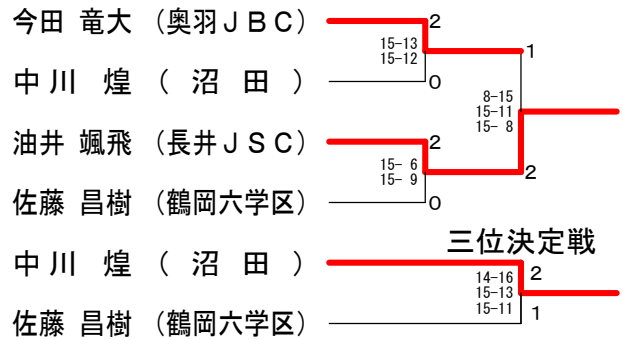 今田 竜大 （奥羽ＪＢＣ） 2
15-13
15-12
1
中川 煌 （ 沼 田 ） 0
8-15
15-11
15- 8
油井 颯飛 （長井ＪＳＣ） 2
15- 6
15- 9
2
佐藤 昌樹 （鶴岡六学区） 0
三位決定戦
中川 煌 （ 沼 田 ）
14-16
15-13
15-11
2
1
佐藤 昌樹 （鶴岡六学区）